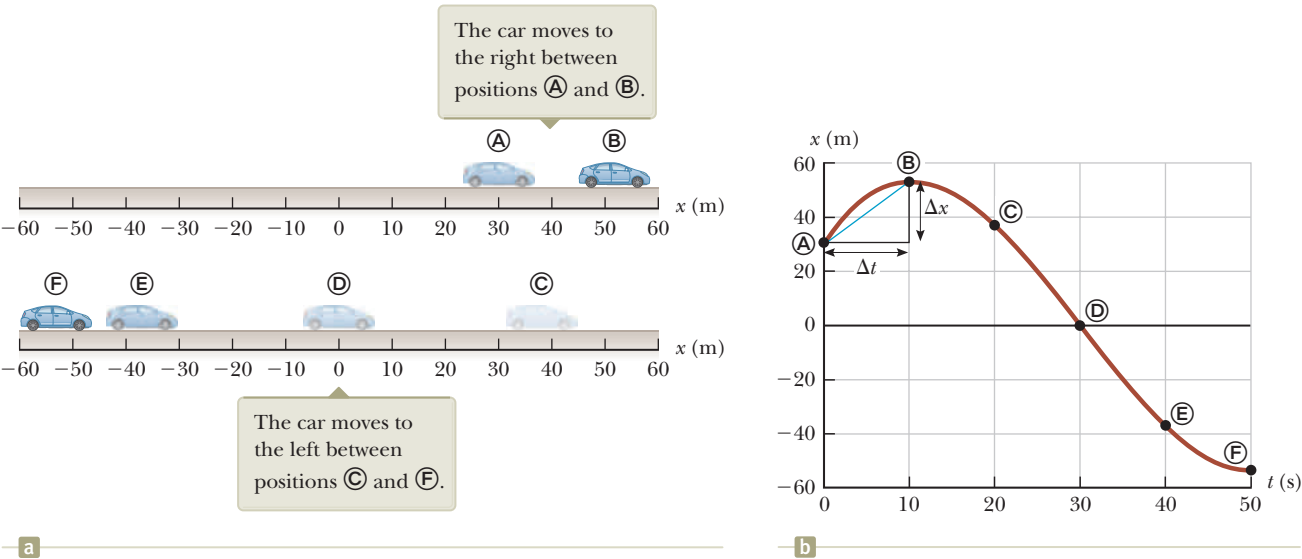 The car moves to
the right between
positions Ⓐ and Ⓑ.
Ⓐ Ⓑ
−60 −50 −40 −30 −20 −10 0 10 20 30 40 50 60 x (m)
Ⓕ Ⓔ Ⓓ Ⓒ
−60 −50 −40 −30 −20 −10 0 10 20 30 40 50 60 x (m)
The car moves to
the left between
positions Ⓒ and Ⓕ.
a
x (m)
60
Ⓑ
40
Δx
Ⓒ
Ⓐ
Δt
20
0
Ⓓ
−20
−40
Ⓔ
Ⓕ
−60
t (s)
0 10 20 30 40 50
b